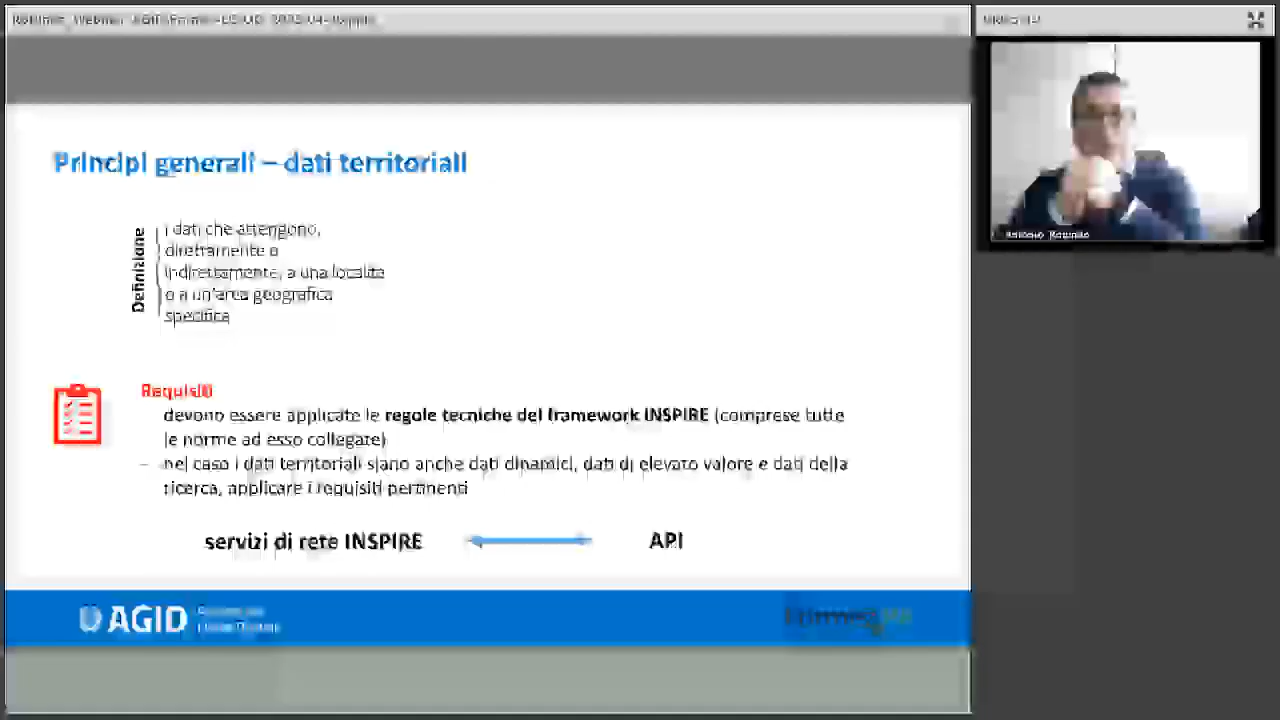 Principi generali – dati territoriali
Definizione
i dati che attengono,
direttamente o
indirettamente, a una località
o a un'area geografica
specifica
Requisiti
devono essere applicate le regole tecniche del framework INSPIRE (comprese tutte
le norme ad esso collegate)
– nel caso i dati territoriali siano anche dati dinamici, dati di elevato valore e dati della
ricerca, applicare i requisiti pertinenti
servizi di rete INSPIRE
API
AGID